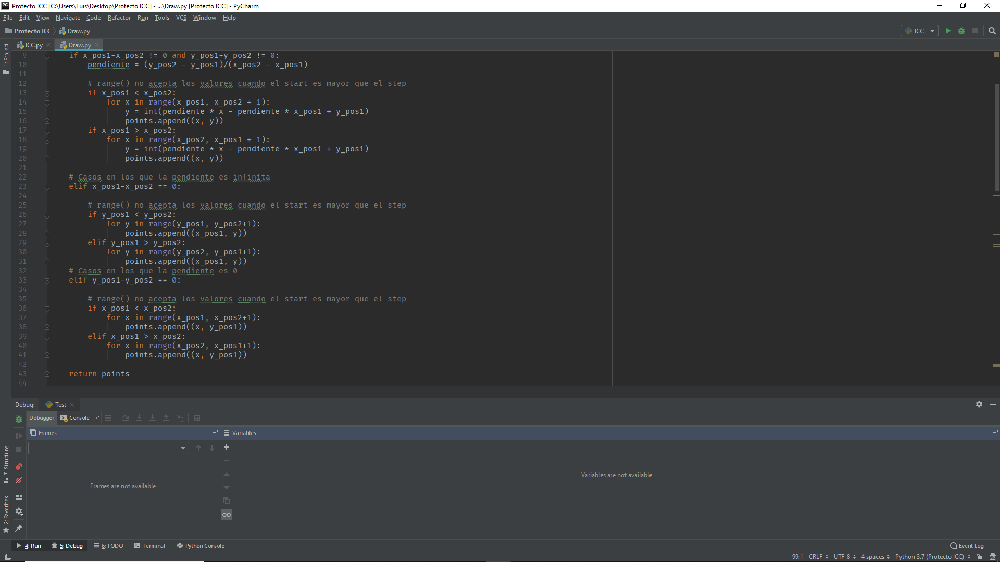 Protecto ICC [C:\Users\Luis\Desktop\Protecto ICC] - ...\Draw.py [Protecto ICC] - PyCharm
File Edit View Navigate Code Refactor Run Tools VCS Window Help
Protecto ICC Draw.py ICC
ICC.py Draw.py
1: Project
9 if x_pos1-x_pos2 != 0 and y_pos1-y_pos2 != 0:
10 pendiente = (y_pos2 - y_pos1)/(x_pos2 - x_pos1)
11
12 # range() no acepta los valores cuando el start es mayor que el step
13 if x_pos1 < x_pos2:
14 for x in range(x_pos1, x_pos2 + 1):
15 y = int(pendiente * x - pendiente * x_pos1 + y_pos1)
16 points.append((x, y))
17 if x_pos1 > x_pos2:
18 for x in range(x_pos2, x_pos1 + 1):
19 y = int(pendiente * x - pendiente * x_pos1 + y_pos1)
20 points.append((x, y))
21
22 # Casos en los que la pendiente es infinita
23 elif x_pos1-x_pos2 == 0:
24
25 # range() no acepta los valores cuando el start es mayor que el step
26 if y_pos1 < y_pos2:
27 for y in range(y_pos1, y_pos2+1):
28 points.append((x_pos1, y))
29 elif y_pos1 > y_pos2:
30 for y in range(y_pos2, y_pos1+1):
31 points.append((x_pos1, y))
32 # Casos en los que la pendiente es 0
33 elif y_pos1-y_pos2 == 0:
34
35 # range() no acepta los valores cuando el start es mayor que el step
36 if x_pos1 < x_pos2:
37 for x in range(x_pos1, x_pos2+1):
38 points.append((x, y_pos1))
39 elif x_pos1 > x_pos2:
40 for x in range(x_pos2, x_pos1+1):
41 points.append((x, y_pos1))
42
43 return points
44
Debug: Test
Debugger Console
Frames Variables
7: Structure
Variables are not available
Frames are not available
2: Favorites
4: Run 5: Debug 6: TODO Terminal Python Console Event Log
99:1 CRLF UTF-8 4 spaces Python 3.7 (Protecto ICC)